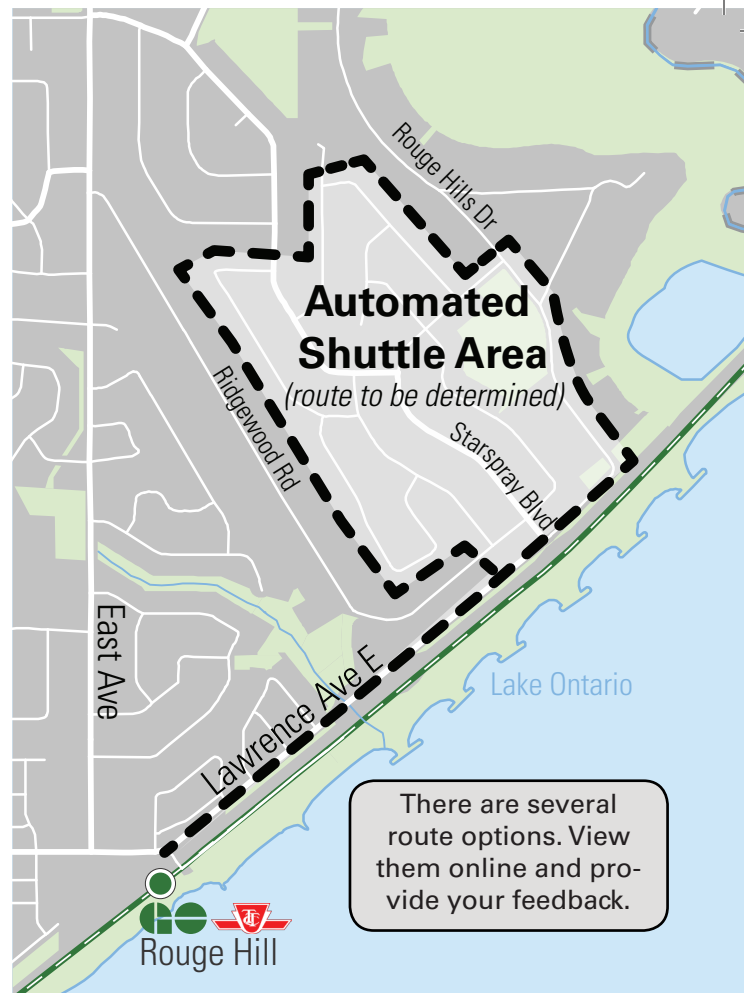 Rouge Hills Dr
Automated
Shuttle Area
(route to be determined)
Ridgewood Rd
Starspray Blvd
East Ave
Lawrence Ave E
Lake Ontario
There are several
route options. View
them online and pro-
vide your feedback.
GO
TTC
Rouge Hill